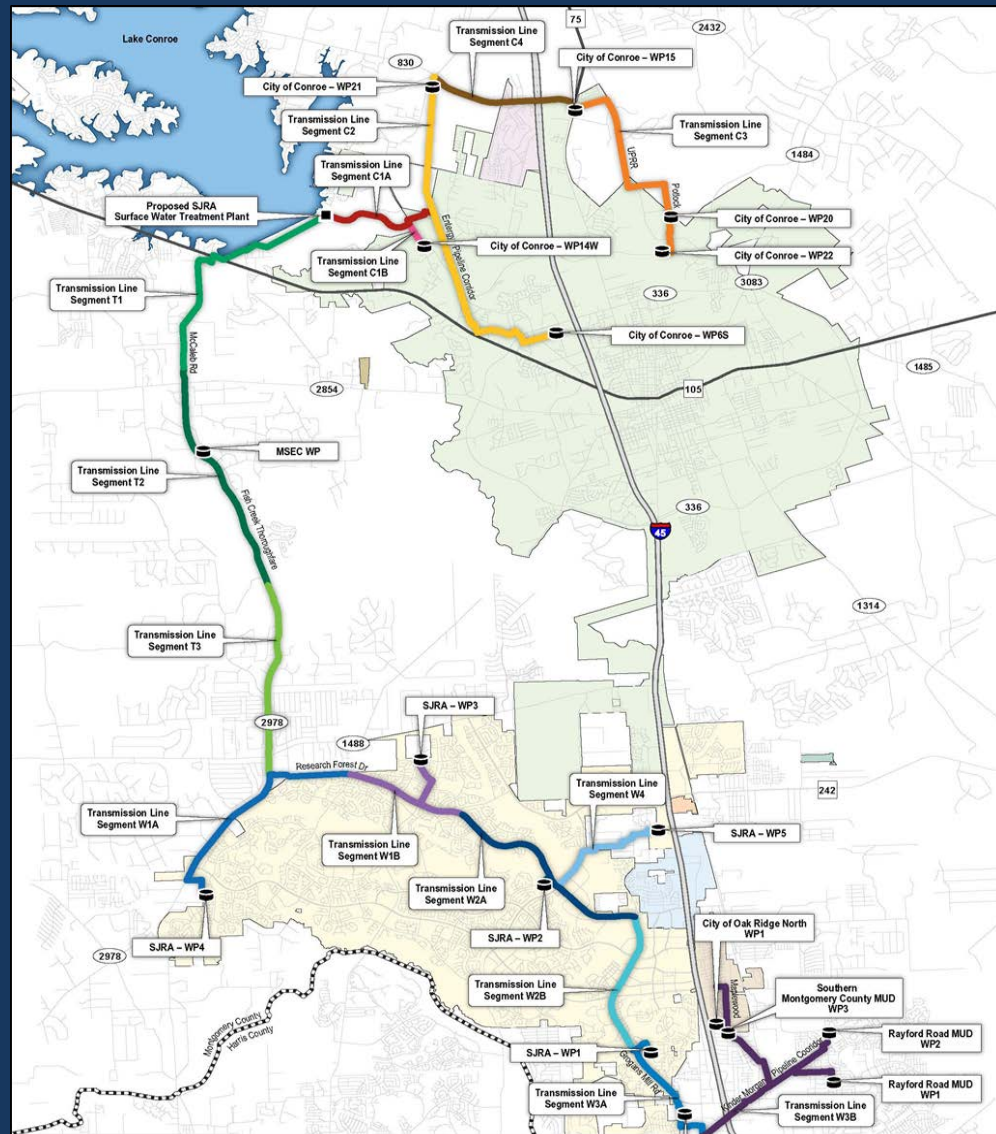 Lake Conroe
75
2432
Transmission Line
Segment C4
City of Conroe – WP15
830
City of Conroe – WP21
Transmission Line
Segment C2
Transmission Line
Segment C3
UPRR
1484
Transmission Line
Segment C1A
Pollock
Proposed SJRA
Surface Water Treatment Plant
City of Conroe – WP20
Entergy Pipeline Corridor
City of Conroe – WP14W
City of Conroe – WP22
Transmission Line
Segment C1B
3083
336
Transmission Line
Segment T1
McCaleb Rd
City of Conroe – WP6S
1485
2854
105
MSEC WP
Transmission Line
Segment T2
Fish Creek Thoroughfare
336
45
1314
Transmission Line
Segment T3
2978
SJRA – WP3
1488
Research Forest Dr
Transmission Line
Segment W4
242
Transmission Line
Segment W1A
SJRA – WP5
Transmission Line
Segment W1B
Transmission Line
Segment W2A
City of Oak Ridge North
WP1
SJRA – WP4
SJRA – WP2
2978
Southern
Montgomery County MUD
WP3
Maplewood
Transmission Line
Segment W2B
Montgomery County
Harris County
Rayford Road MUD
WP2
SJRA – WP1
Grogans Mill Rd
Kinder Morgan Pipeline Cooridor
Rayford Road MUD
WP1
Transmission Line
Segment W3A
Transmission Line
Segment W3B